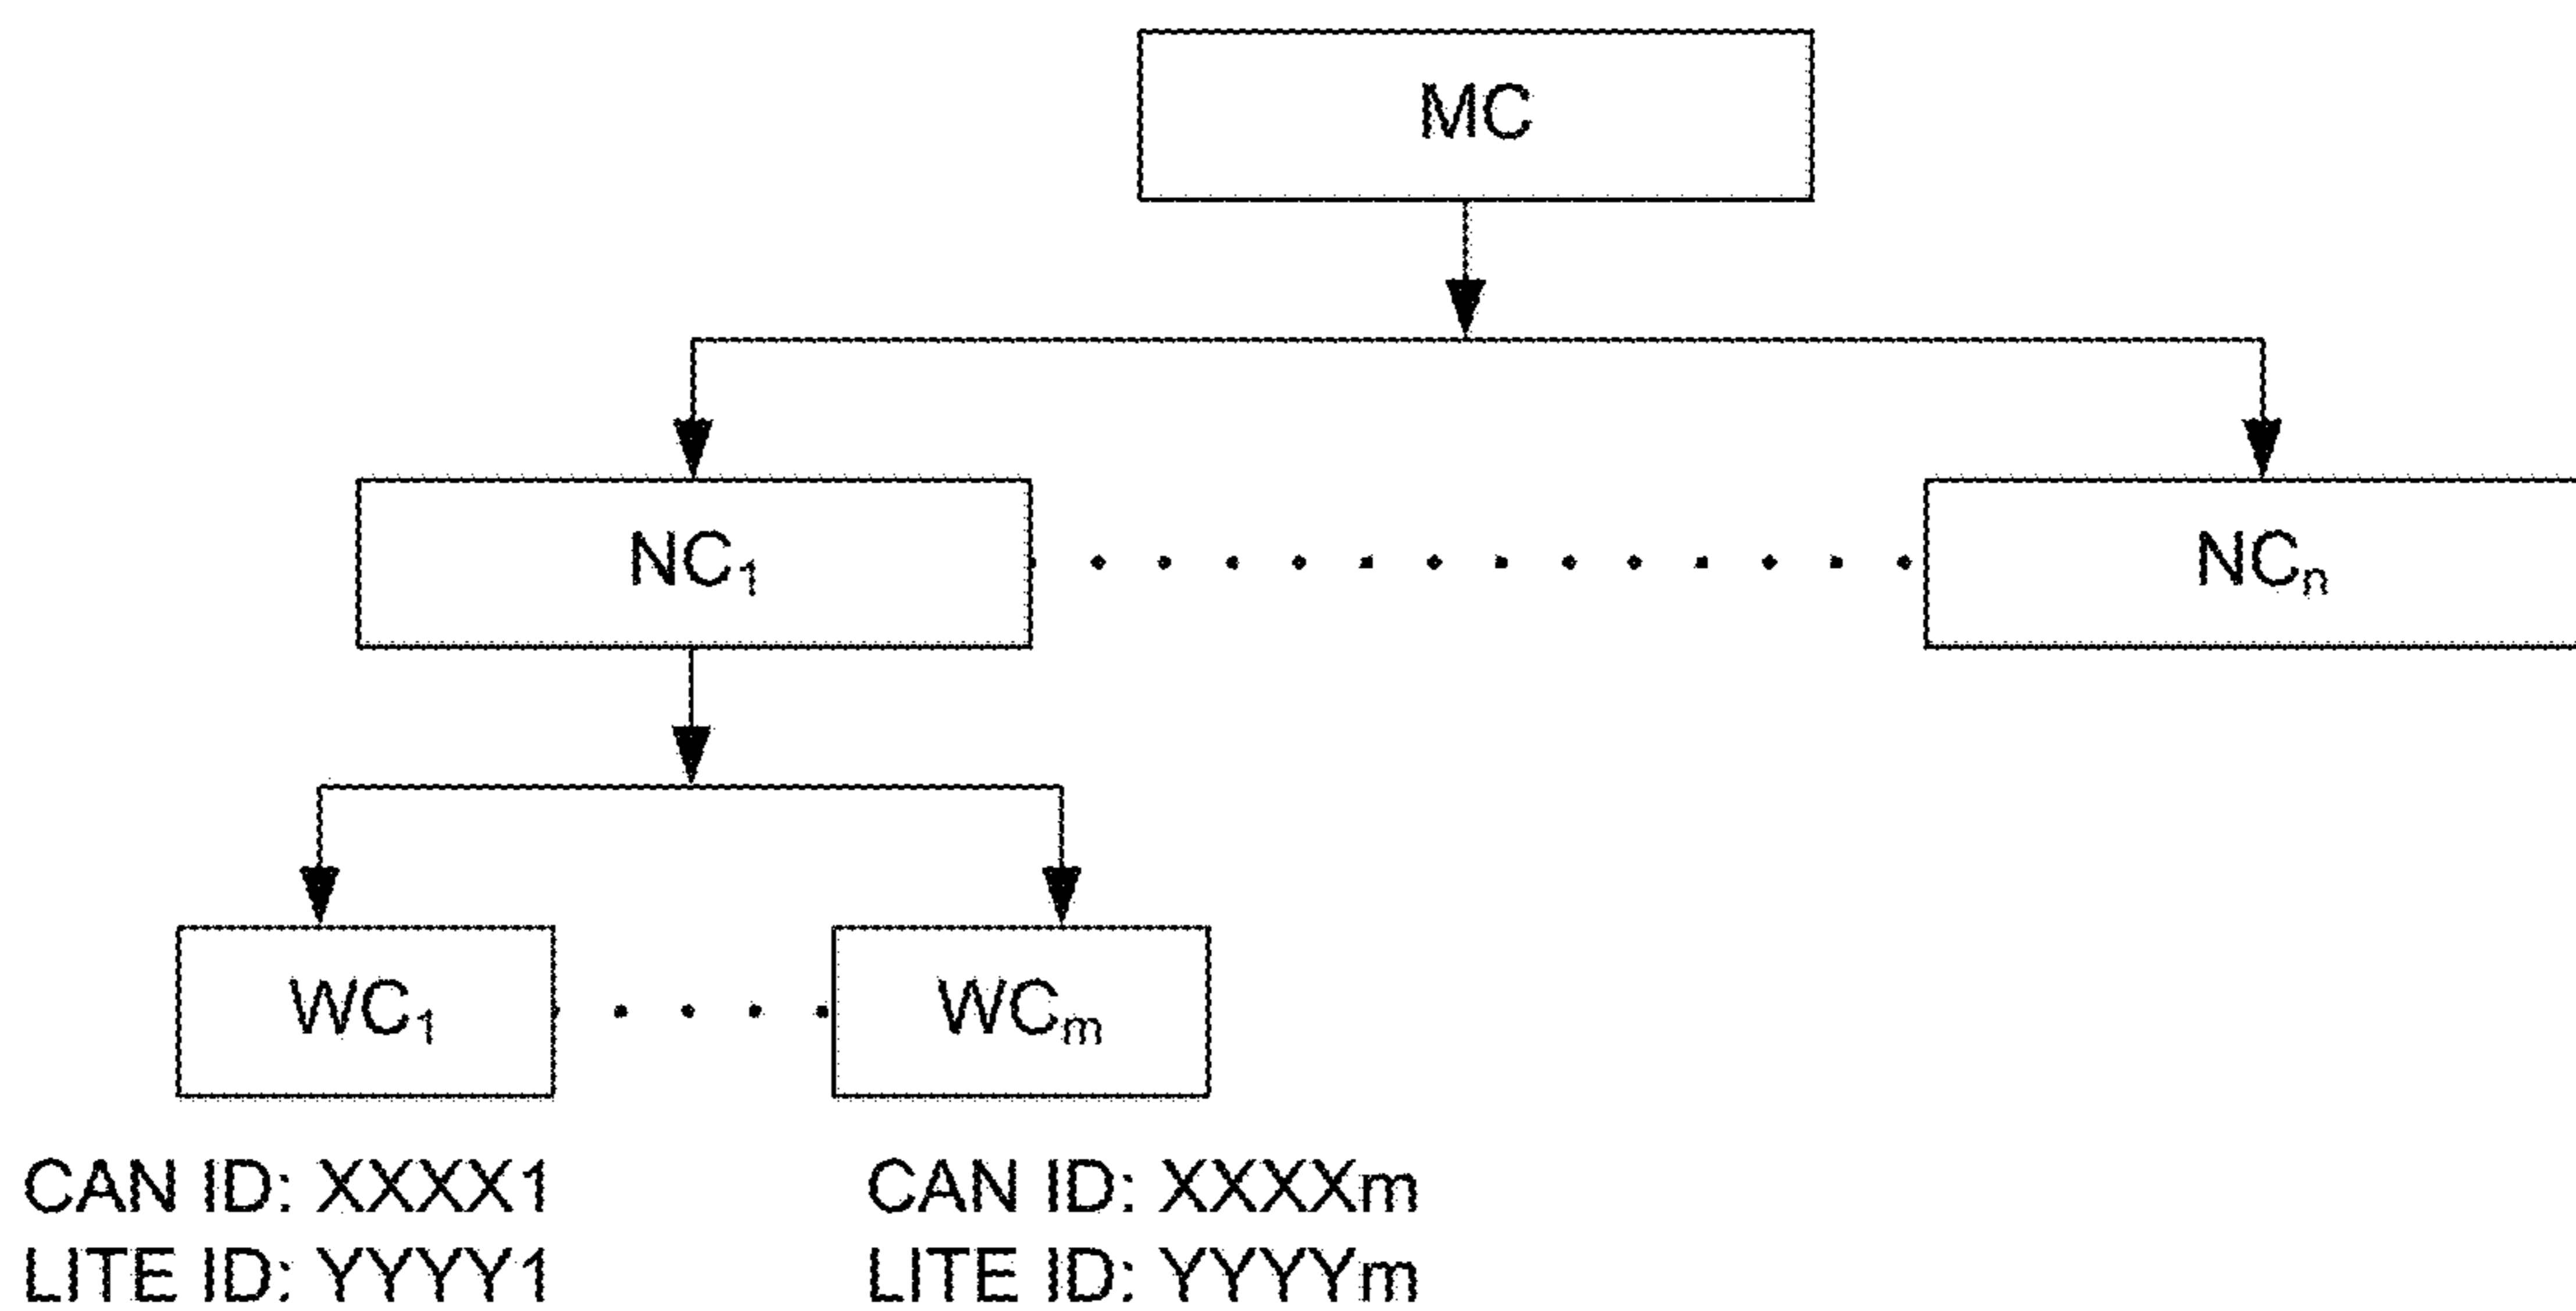 MC
NC₁
NCₙ
WC₁
WCₘ
CAN ID: XXXX1
CAN ID: XXXXm
LITE ID: YYYY1
LITE ID: YYYYm